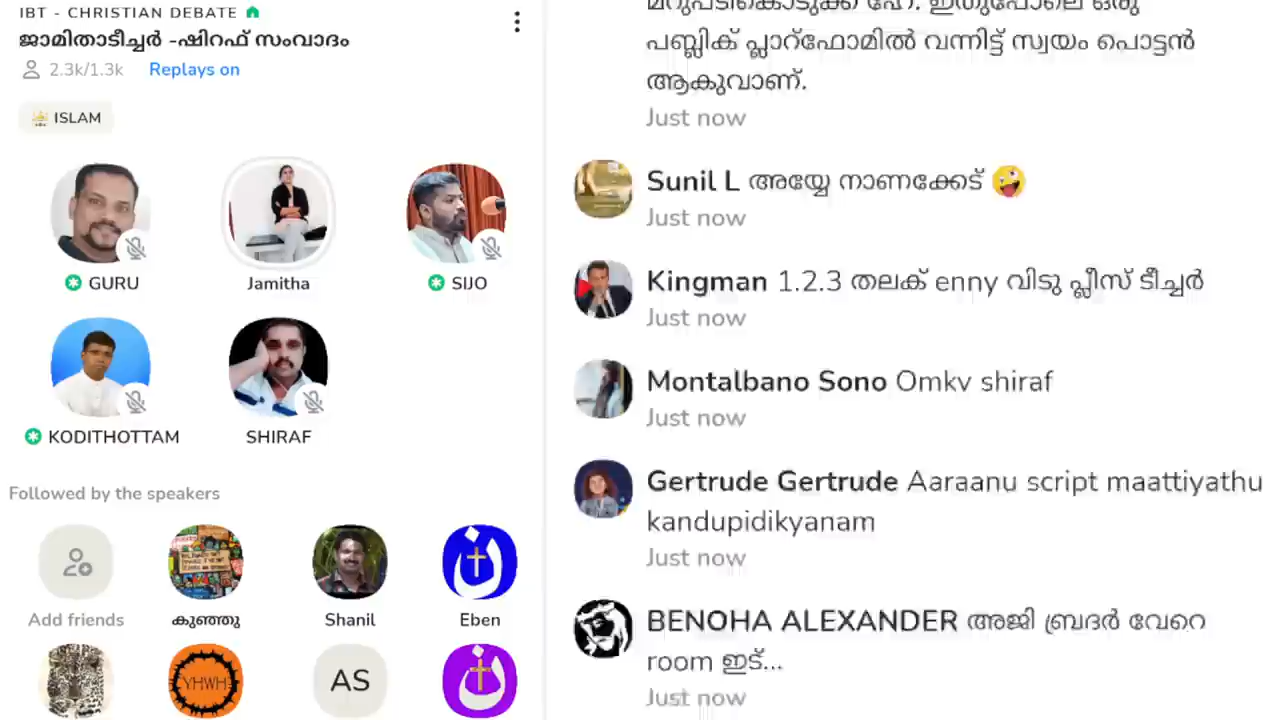 IBT - CHRISTIAN DEBATE
ജാമിതാടീച്ചർ -ഷിറഫ് സംവാദം
2.3k/1.3k Replays on
ISLAM
GURU
Jamitha
SIJO
KODITHOTTAM
SHIRAF
Followed by the speakers
Add friends
കുഞ്ഞു
Shanil
Eben
YHWH
AS
പബ്ലിക് പ്ലാറ്ഫോമിൽ വന്നിട്ട് സ്വയം പൊട്ടൻ
ആകുവാണ്.
Just now
Sunil L അയ്യേ നാണക്കേട് 🤪
Just now
Kingman 1.2.3 തലക് enny വിടു പ്ലീസ് ടീച്ചർ
Just now
Montalbano Sono Omkv shiraf
Just now
Gertrude Gertrude Aaraanu script maattiyathu
kandupidikyanam
Just now
BENOHA ALEXANDER അജി ബ്രദർ വേറെ
room ഇട്...
Just now